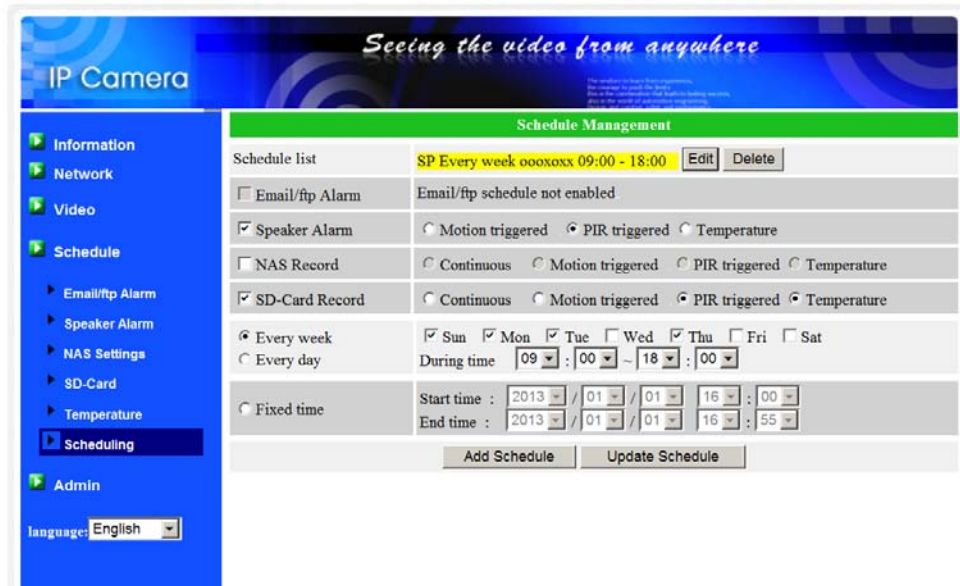 Seeing the video from anywhere
IP Camera
Information
Network
Video
Schedule
Email/ftp Alarm
Speaker Alarm
NAS Settings
SD-Card
Temperature
Scheduling
Admin
language: English
Schedule Management
Schedule list SP Every week oooxoxx 09:00 - 18:00 Edit Delete
Email/ftp Alarm Email/ftp schedule not enabled
Speaker Alarm Motion triggered PIR triggered Temperature
NAS Record Continuous Motion triggered PIR triggered Temperature
SD-Card Record Continuous Motion triggered PIR triggered Temperature
Every week Sun Mon Tue Wed Thu Fri Sat
Every day During time 09 : 00 ~ 18 : 00
Fixed time Start time : 2013 / 01 / 01 16 : 00
End time : 2013 / 01 / 01 16 : 55
Add Schedule Update Schedule